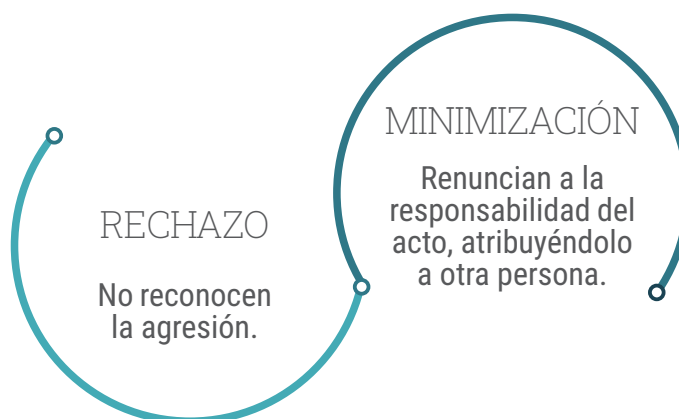 RECHAZO
No reconocen
la agresión.
MINIMIZACIÓN
Renuncian a la
responsabilidad del
acto, atribuyéndolo
a otra persona.